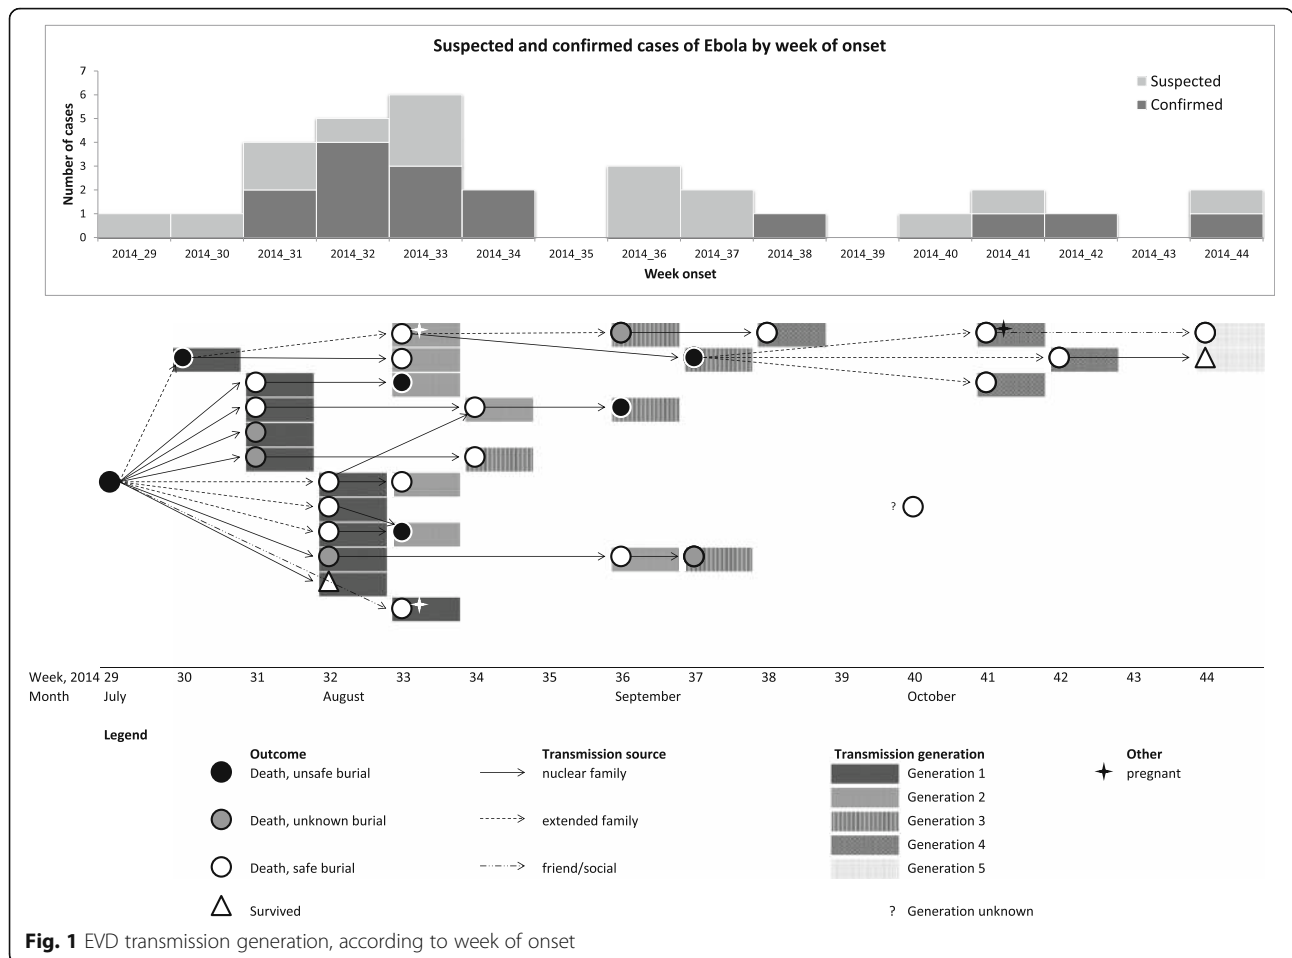 Suspected and confirmed cases of Ebola by week of onset
Number of cases
7
6
5
4
3
2
1
0
Suspected
Confirmed
2014_29 2014_30 2014_31 2014_32 2014_33 2014_34 2014_35 2014_36 2014_37 2014_38 2014_39 2014_40 2014_41 2014_42 2014_43 2014_44
Week onset
?
Week, 2014 29 30 31 32 33 34 35 36 37 38 39 40 41 42 43 44
Month July August September October
Legend
Outcome Transmission source Transmission generation Other
Death, unsafe burial nuclear family Generation 1 pregnant
Generation 2
Death, unknown burial extended family Generation 3
Generation 4
Death, safe burial friend/social Generation 5
Survived ? Generation unknown
Fig. 1 EVD transmission generation, according to week of onset